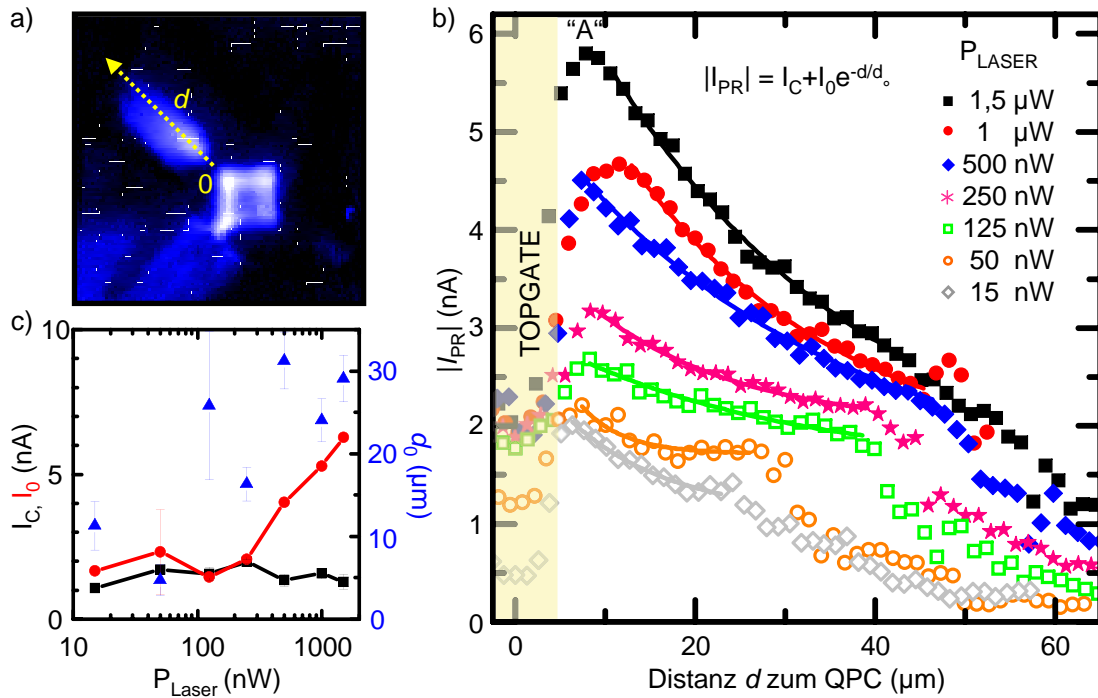 a)
d
0
b)
"A"
|I_PR| = I_C+I_0e^-d/d₀
P_LASER
1,5 µW
1 µW
500 nW
250 nW
125 nW
50 nW
15 nW
TOPGATE
|I_PR| (nA)
6
5
4
3
2
1
0
0 20 40 60
Distanz d zum QPC (µm)
c)
10
5
0
I_C, I_0 (nA)
30
20
10
0
d_0 (µm)
10 100 1000
P_Laser (nW)